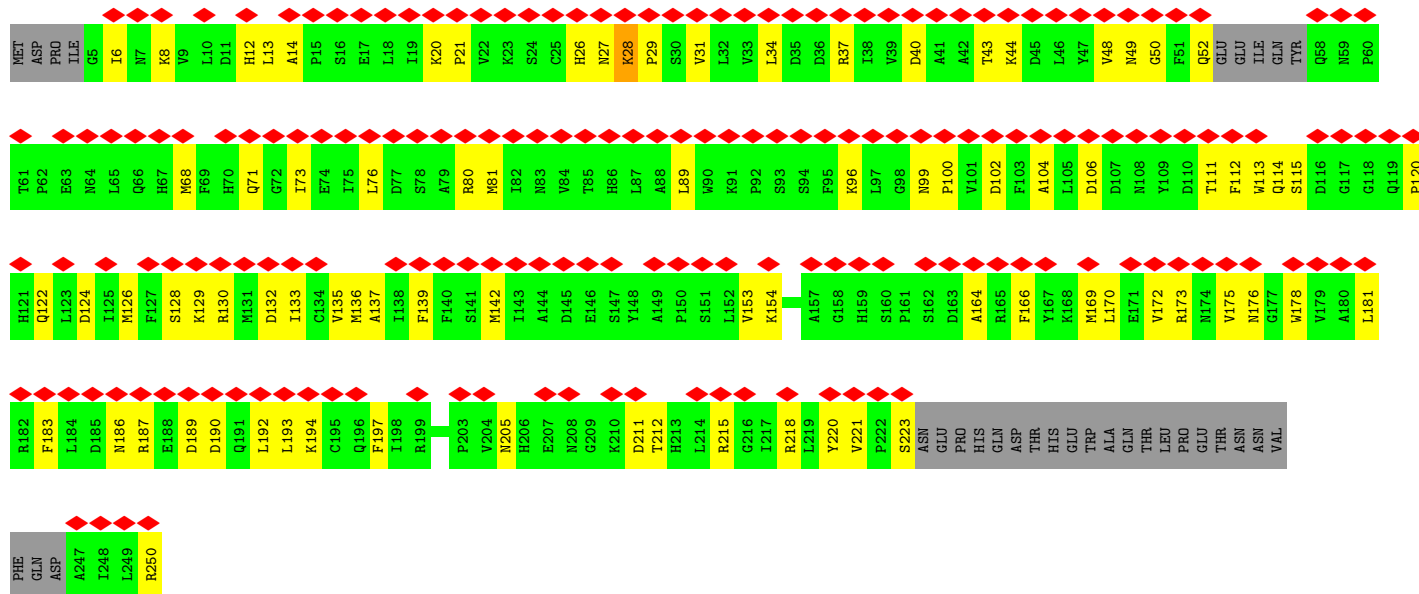 MET ASP PRO ILE G5 I6 N7 K8 V9 L10 D11 H12 L13 A14 P15 S16 E17 L18 I19 K20 P21 V22 K23 S24 C25 H26 N27 K28 P29 S30 V31 L32 V33 L34 D35 D36 R37 I38 V39 D40 A41 A42 T43 K44 D45 L46 Y47 V48 N49 G50 F51 Q52 GLU GLU ILE GLN TYR Q58 N59 P60
T61 P62 E63 N64 L65 Q66 H67 M68 F69 H70 Q71 G72 I73 E74 I75 L76 D77 S78 A79 R80 M81 I82 N83 V84 T85 H86 L87 A88 L89 W90 K91 P92 S93 S94 F95 K96 L97 G98 N99 P100 V101 D102 F103 A104 L105 D106 D107 N108 Y109 D110 T111 F112 W113 Q114 S115 D116 G117 G118 Q119 P120
H121 Q122 L123 D124 I125 M126 F127 S128 K129 R130 M131 D132 I133 C134 V135 M136 A137 I138 F139 F140 S141 M142 I143 A144 D145 E146 S147 Y148 A149 P150 S151 L152 V153 K154 A157 G158 H159 S160 P161 S162 D163 A164 R165 F166 Y167 K168 M169 L170 E171 V172 R173 N174 V175 N176 G177 W178 V179 A180 L181
R182 F183 L184 D185 N186 R187 E188 D189 D190 Q191 L192 L193 K194 C195 Q196 F197 I198 R199 P203 V204 N205 H206 E207 N208 G209 K210 D211 T212 H213 L214 R215 G216 I217 R218 L219 Y220 V221 P222 S223 ASN GLU PRO HIS GLN ASP THR HIS GLU TRP ALA GLN THR LEU PRO GLU THR ASN ASN VAL
PHE GLN ASP A247 I248 L249 R250